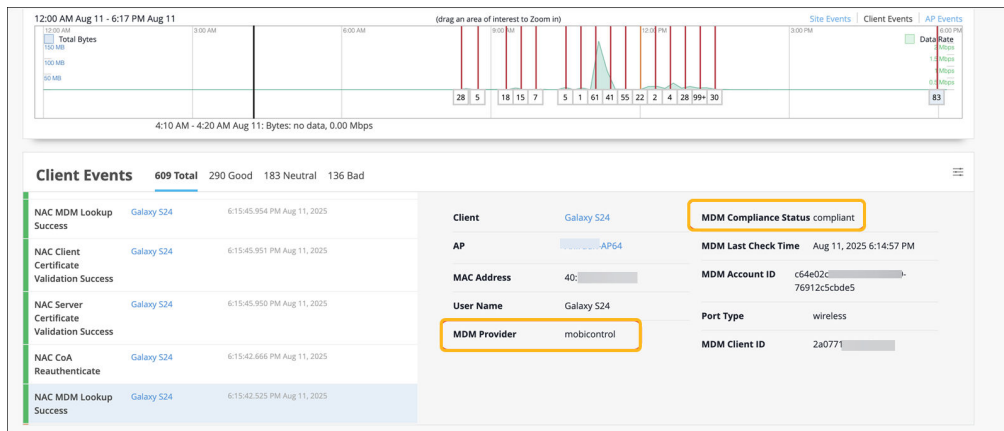 12:00 AM Aug 11 - 6:17 PM Aug 11
(drag an area of interest to Zoom in)
Site Events Client Events AP Events
12:00 AM 3:00 AM 6:00 AM 9:00 AM 12:00 PM 3:00 PM 6:00 PM
Total Bytes
Data Rate
150 MB
100 MB
50 MB
2 Mbps
1.5 Mbps
1 Mbps
0.5 Mbps
28 5 18 15 7 5 1 61 41 55 22 2 4 28 99+ 30 83
4:10 AM - 4:20 AM Aug 11: Bytes: no data, 0.00 Mbps
Client Events 609 Total 290 Good 183 Neutral 136 Bad
NAC MDM Lookup Success
Galaxy S24
6:15:45.954 PM Aug 11, 2025
NAC Client Certificate Validation Success
Galaxy S24
6:15:45.951 PM Aug 11, 2025
NAC Server Certificate Validation Success
Galaxy S24
6:15:45.950 PM Aug 11, 2025
NAC CoA Reauthenticate
Galaxy S24
6:15:42.666 PM Aug 11, 2025
NAC MDM Lookup Success
Galaxy S24
6:15:42.525 PM Aug 11, 2025
Client Galaxy S24
AP -AP64
MAC Address 40:
User Name Galaxy S24
MDM Provider mobicontrol
MDM Compliance Status compliant
MDM Last Check Time Aug 11, 2025 6:14:57 PM
MDM Account ID c64e02c 9-
76912c5cbde5
Port Type wireless
MDM Client ID 2a0771